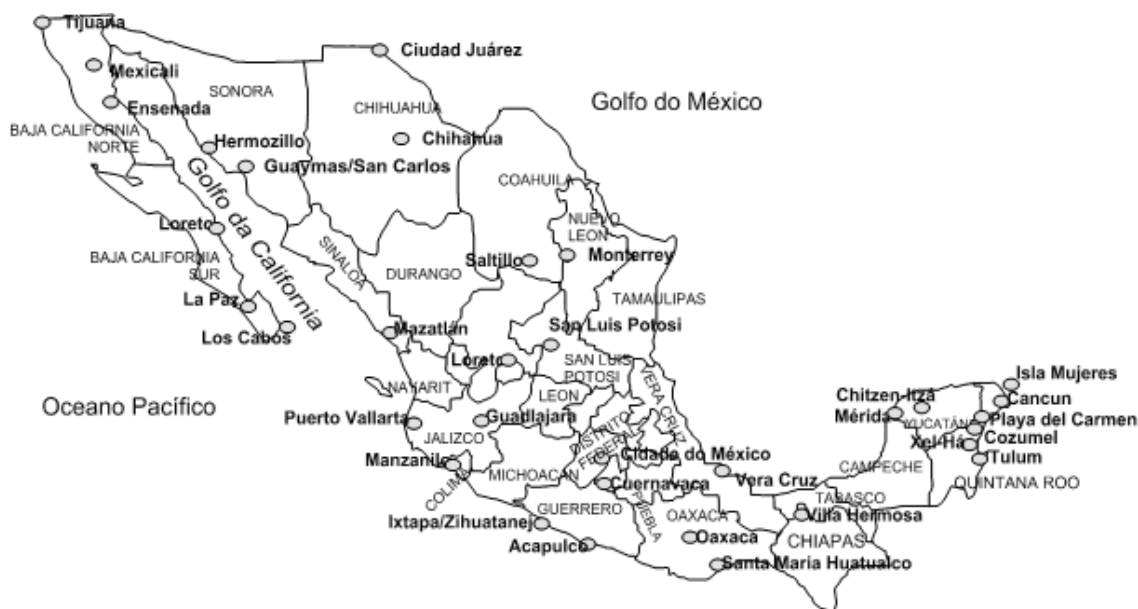 Tijuana
Ciudad Juárez
Mexicali
SONORA
Golfo do México
Ensenada
CHIHUAHUA
BAJA CALIFORNIA
NORTE
Hermozillo
Chihahua
Guaymas/San Carlos
COAHUILA
Golfo da California
Loreto
NUEVO
LEON
SINALOA
BAJA CALIFORNIA
SUR
DURANGO
Saltillo
Monterrey
La Paz
TAMAULIPAS
Los Cabos
Mazatlán
San Luis Potosi
Loreto
SAN LUIS
POTOSI
VERA CRUZ
Isla Mujeres
NAYARIT
LEON
Chitzen-Itzá
Cancun
Oceano Pacífico
Mérida
Puerto Vallarta
Guadlajara
YUCATÁN
Playa del Carmen
JALIZCO
DISTRITO
FEDERAL
Xel-Há
Cozumel
Cidade do México
Tulum
Manzanilo
MICHOACÁN
CAMPECHE
COLIMA
Vera Cruz
QUINTANA ROO
Cuernavaca
TABASCO
GUERRERO
PUEBLA
OAXACA
Villa Hermosa
Ixtapa/Zihuatanej
Oaxaca
CHIAPAS
Acapulco
Santa Maria Huatualco